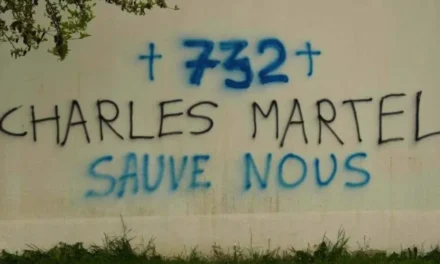 ✝ 732 ✝
CHARLES MARTEL
SAUVE NOUS